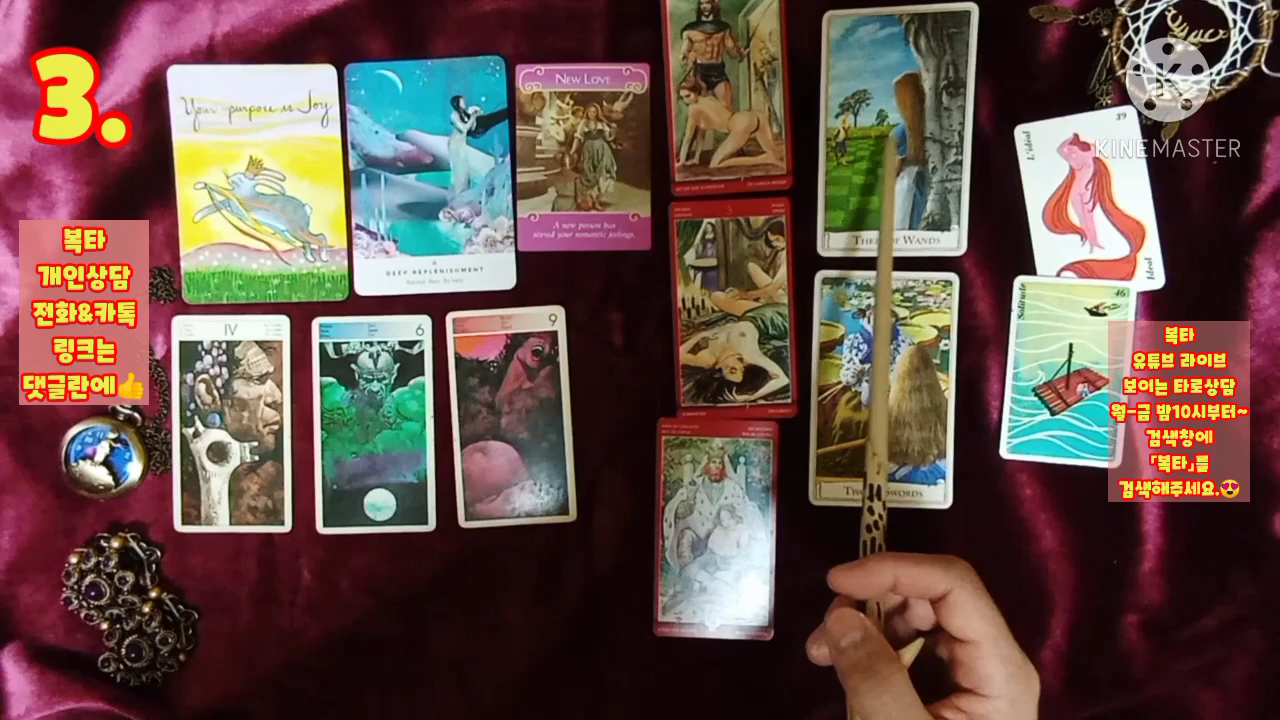 3.
Your purpose is Joy
NEW LOVE
A new person has
stirred your romantic feelings.
DEEP REPLENISHMENT
IV
6
9
THREE OF WANDS
TWO OF SWORDS
39
L'idéal
Idéal
Solitude
46
KINEMASTER
복타
개인상담
전화&카톡
링크는
댓글란에👍
복타
유튜브 라이브
보이는 타로상담
월-금 밤10시부터~
검색창에
「복타」를
검색해주세요.😍